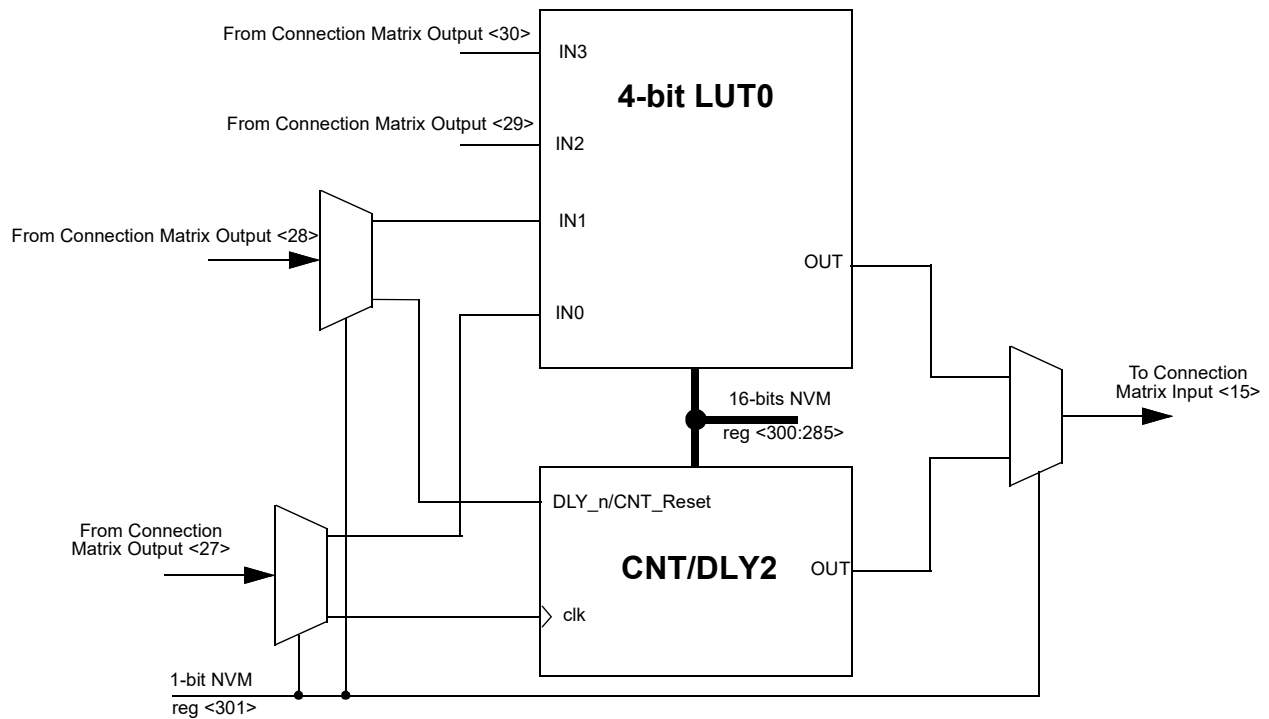 From Connection Matrix Output <30>
IN3
4-bit LUT0
From Connection Matrix Output <29>
IN2
IN1
From Connection Matrix Output <28>
OUT
IN0
To Connection
Matrix Input <15>
16-bits NVM
reg <300:285>
DLY_n/CNT_Reset
From Connection
Matrix Output <27>
CNT/DLY2
OUT
clk
1-bit NVM
reg <301>